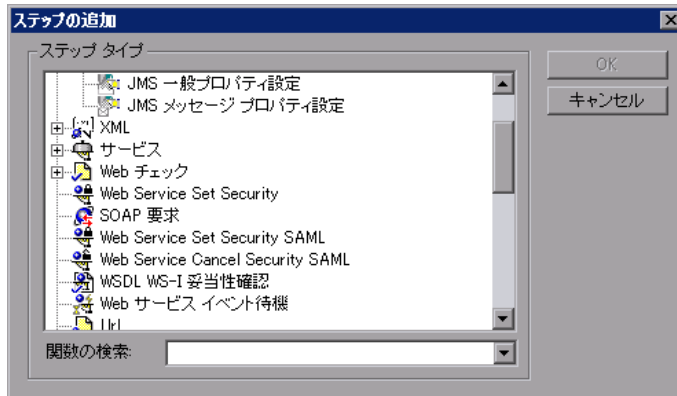 ステップの追加
ステップ タイプ
JMS 一般プロパティ設定
JMS メッセージ プロパティ設定
XML
サービス
Web チェック
Web Service Set Security
SOAP 要求
Web Service Set Security SAML
Web Service Cancel Security SAML
WSDL WS-I 妥当性確認
Web サービス イベント待機
Url
関数の検索:
OK
キャンセル